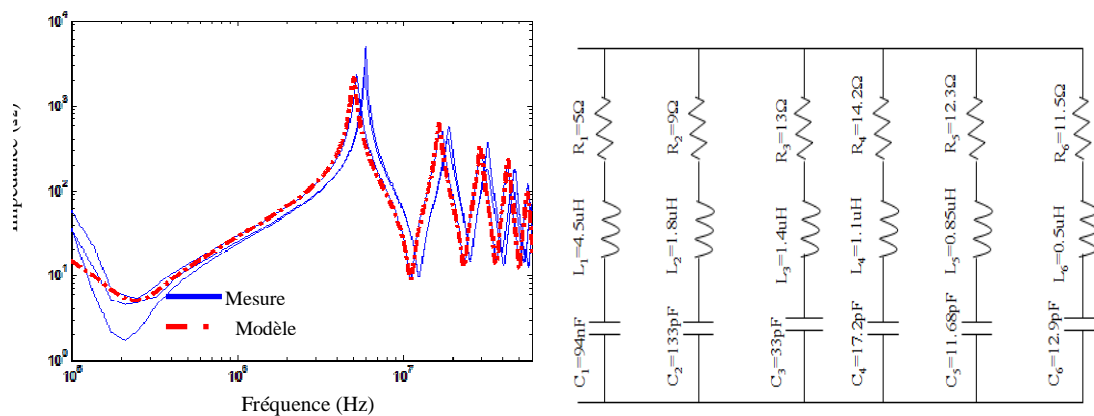 10⁴
10³
10²
10¹
10⁰
10⁵
10⁶
10⁷
Fréquence (Hz)
Mesure
Modèle
R₁=5Ω
L₁=4.5uH
C₁=94nF
R₂=9Ω
L₂=1.8uH
C₂=133pF
R₃=13Ω
L₃=1.4uH
C₃=33pF
R₄=14.2Ω
L₄=1.1uH
C₄=17.2pF
R₅=12.3Ω
L₅=0.85uH
C₅=11.68pF
R₆=11.5Ω
L₆=0.5uH
C₆=12.9pF